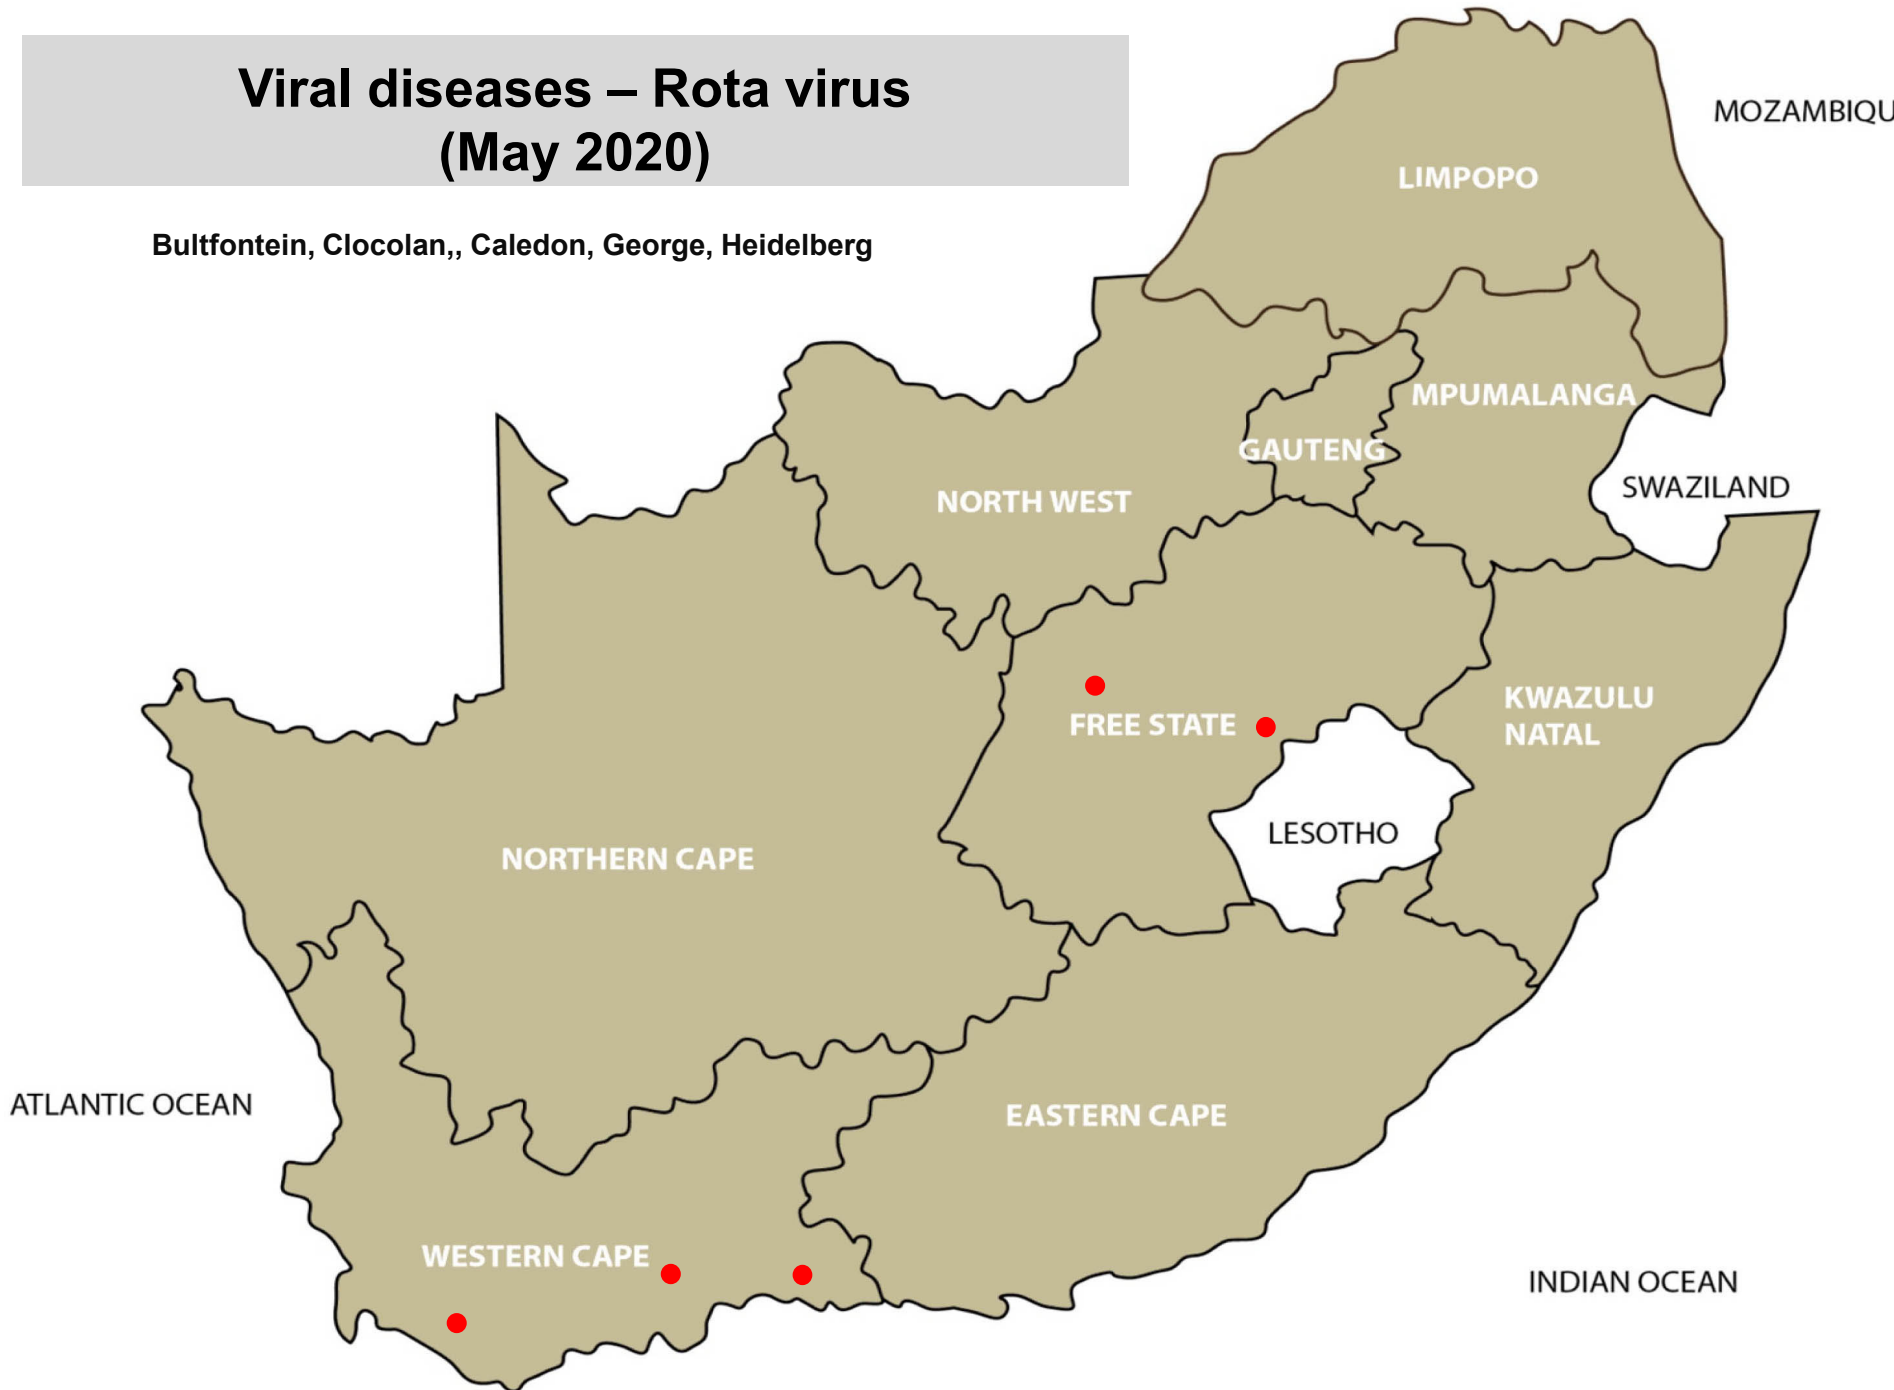 Viral diseases – Rota virus
(May 2020)
Bultfontein, Clocolan,, Caledon, George, Heidelberg
MOZAMBIQU
LIMPOPO
MPUMALANGA
GAUTENG
SWAZILAND
NORTH WEST
KWAZULU
NATAL
FREE STATE
LESOTHO
NORTHERN CAPE
ATLANTIC OCEAN
EASTERN CAPE
WESTERN CAPE
INDIAN OCEAN